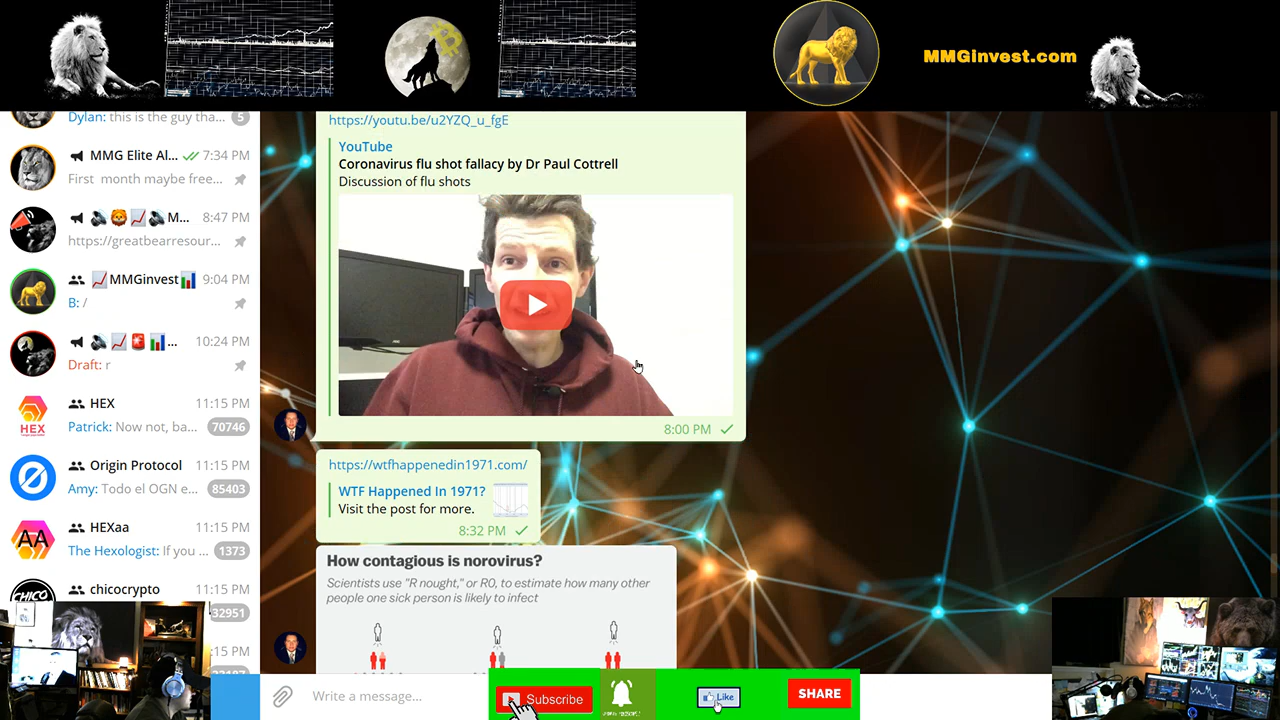 MMGinvest.com
Dylan: this is the guy tha... 5
MMG Elite Al... 7:34 PM
First month maybe free...
M... 8:47 PM
https://greatbearresour...
MMGinvest 9:04 PM
B: /
... 10:24 PM
Draft: r
HEX 11:15 PM
HEX
Patrick: Now not, ba... 70746
Origin Protocol 11:15 PM
Amy: Todo el OGN e... 85403
HEXaa 11:15 PM
AA
The Hexologist: If you ... 1373
chicocrypto 11:15 PM
CHICO
32951
:15 PM
https://youtu.be/u2YZQ_u_fgE
YouTube
Coronavirus flu shot fallacy by Dr Paul Cottrell
Discussion of flu shots
8:00 PM
https://wtfhappenedin1971.com/
WTF Happened In 1971?
Visit the post for more.
8:32 PM
How contagious is norovirus?
Scientists use "R nought," or R0, to estimate how many other
people one sick person is likely to infect
Write a message...
Subscribe
Like
SHARE